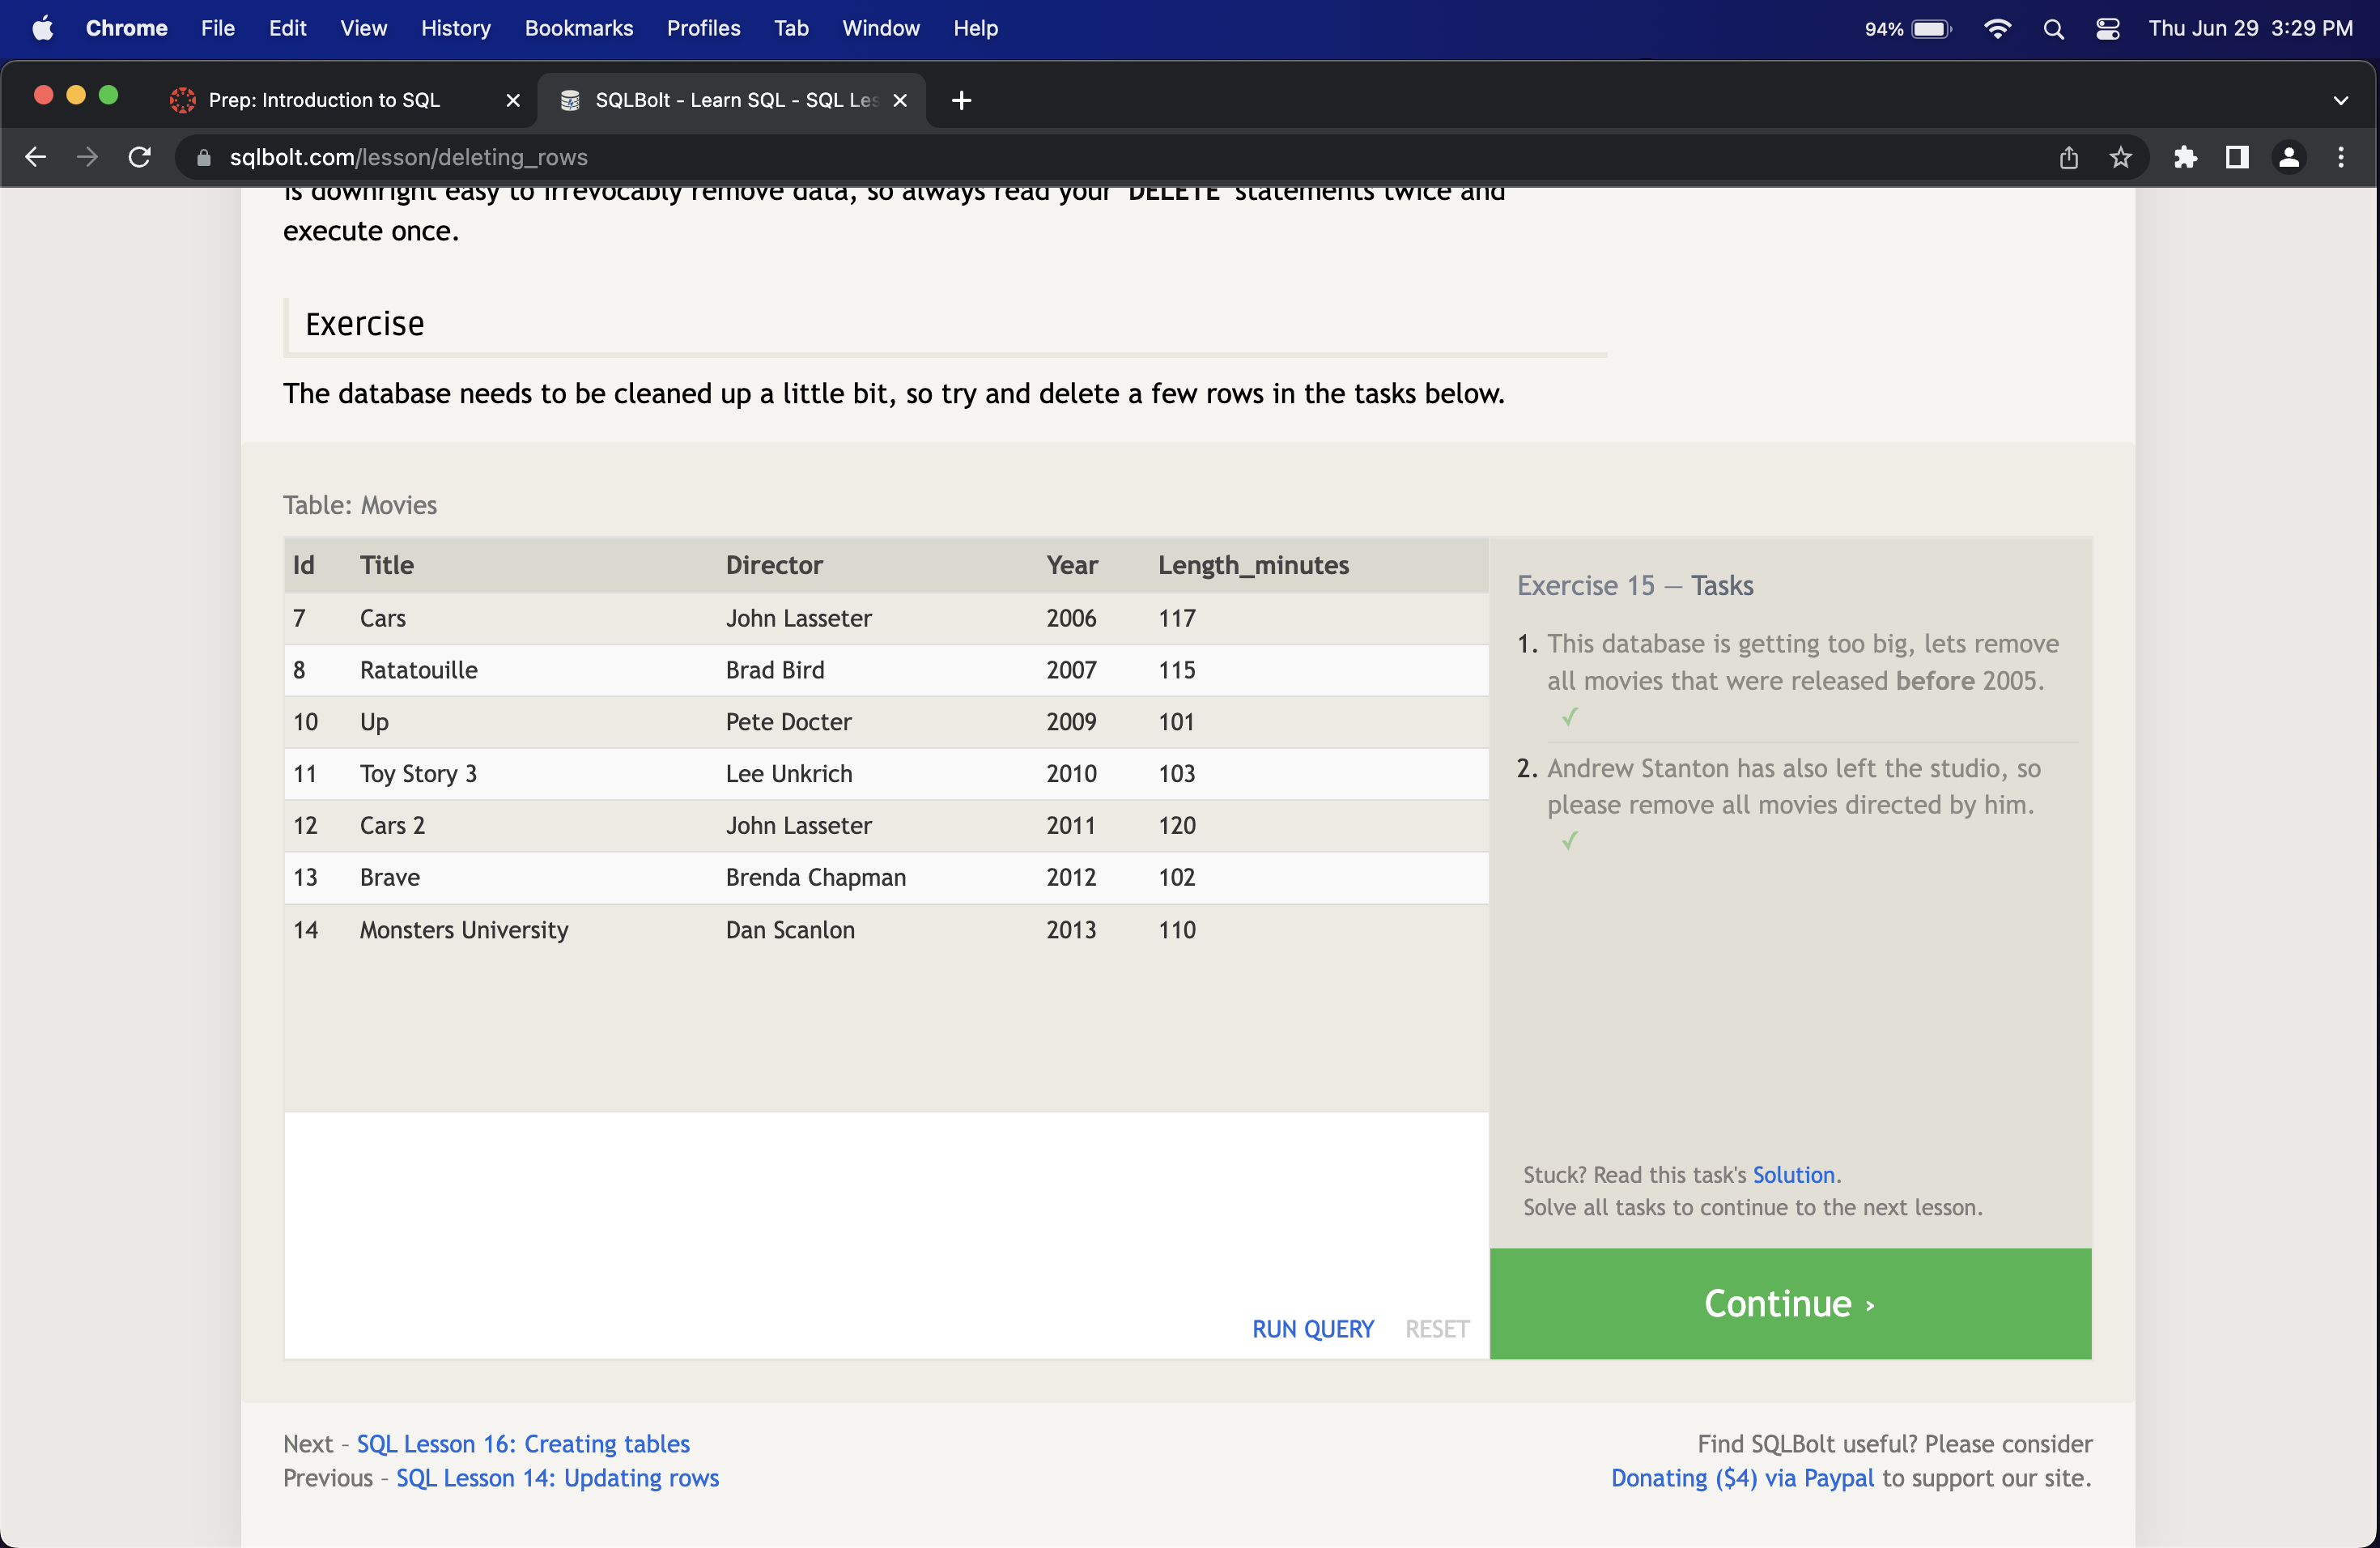 Chrome File Edit View History Bookmarks Profiles Tab Window Help 94% Thu Jun 29 3:29 PM
Prep: Introduction to SQL SQLBolt - Learn SQL - SQL Les
sqlbolt.com/lesson/deleting_rows
is downright easy to irrevocably remove data, so always read your DELETE statements twice and
execute once.
Exercise
The database needs to be cleaned up a little bit, so try and delete a few rows in the tasks below.
Table: Movies
Id Title Director Year Length_minutes
7 Cars John Lasseter 2006 117
8 Ratatouille Brad Bird 2007 115
10 Up Pete Docter 2009 101
11 Toy Story 3 Lee Unkrich 2010 103
12 Cars 2 John Lasseter 2011 120
13 Brave Brenda Chapman 2012 102
14 Monsters University Dan Scanlon 2013 110
RUN QUERY RESET
Exercise 15 — Tasks
1. This database is getting too big, lets remove
all movies that were released before 2005.
✓
2. Andrew Stanton has also left the studio, so
please remove all movies directed by him.
✓
Stuck? Read this task's Solution.
Solve all tasks to continue to the next lesson.
Continue ›
Next – SQL Lesson 16: Creating tables
Previous – SQL Lesson 14: Updating rows
Find SQLBolt useful? Please consider
Donating ($4) via Paypal to support our site.